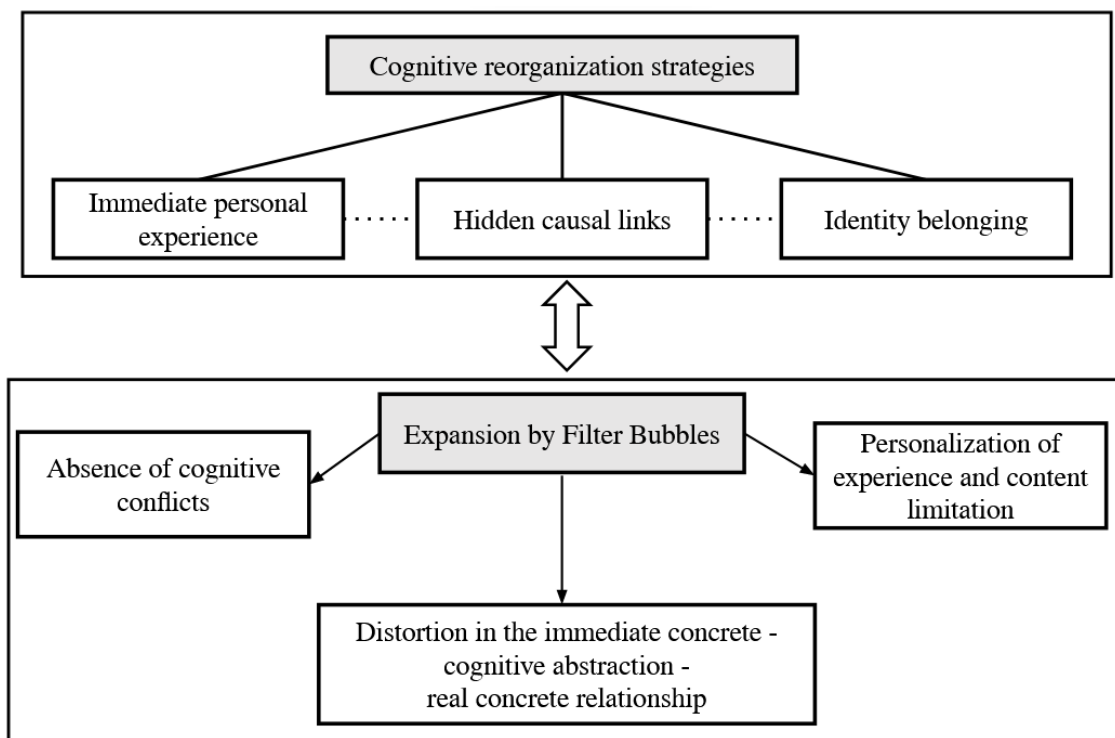 Cognitive reorganization strategies
Immediate personal
experience
Hidden causal links
Identity belonging
Expansion by Filter Bubbles
Absence of cognitive
conflicts
Personalization of
experience and content
limitation
Distortion in the immediate concrete -
cognitive abstraction -
real concrete relationship